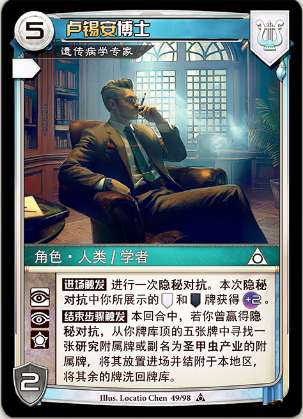 5
卢锡安博士
遗传病学专家
角色·人类/学者
进场触发 进行一次隐秘对抗。本次隐秘
对抗中你所展示的和牌获得+2。
结束步骤触发 本回合中，若你曾赢得隐
秘对抗，从你牌库顶的五张牌中寻找一
张研究附属牌或副名为圣甲虫产业的附
属牌，将其放置进场并结附于本地区，
将其余的牌洗回牌库。
2
Illus. Locatio Chen 49/98